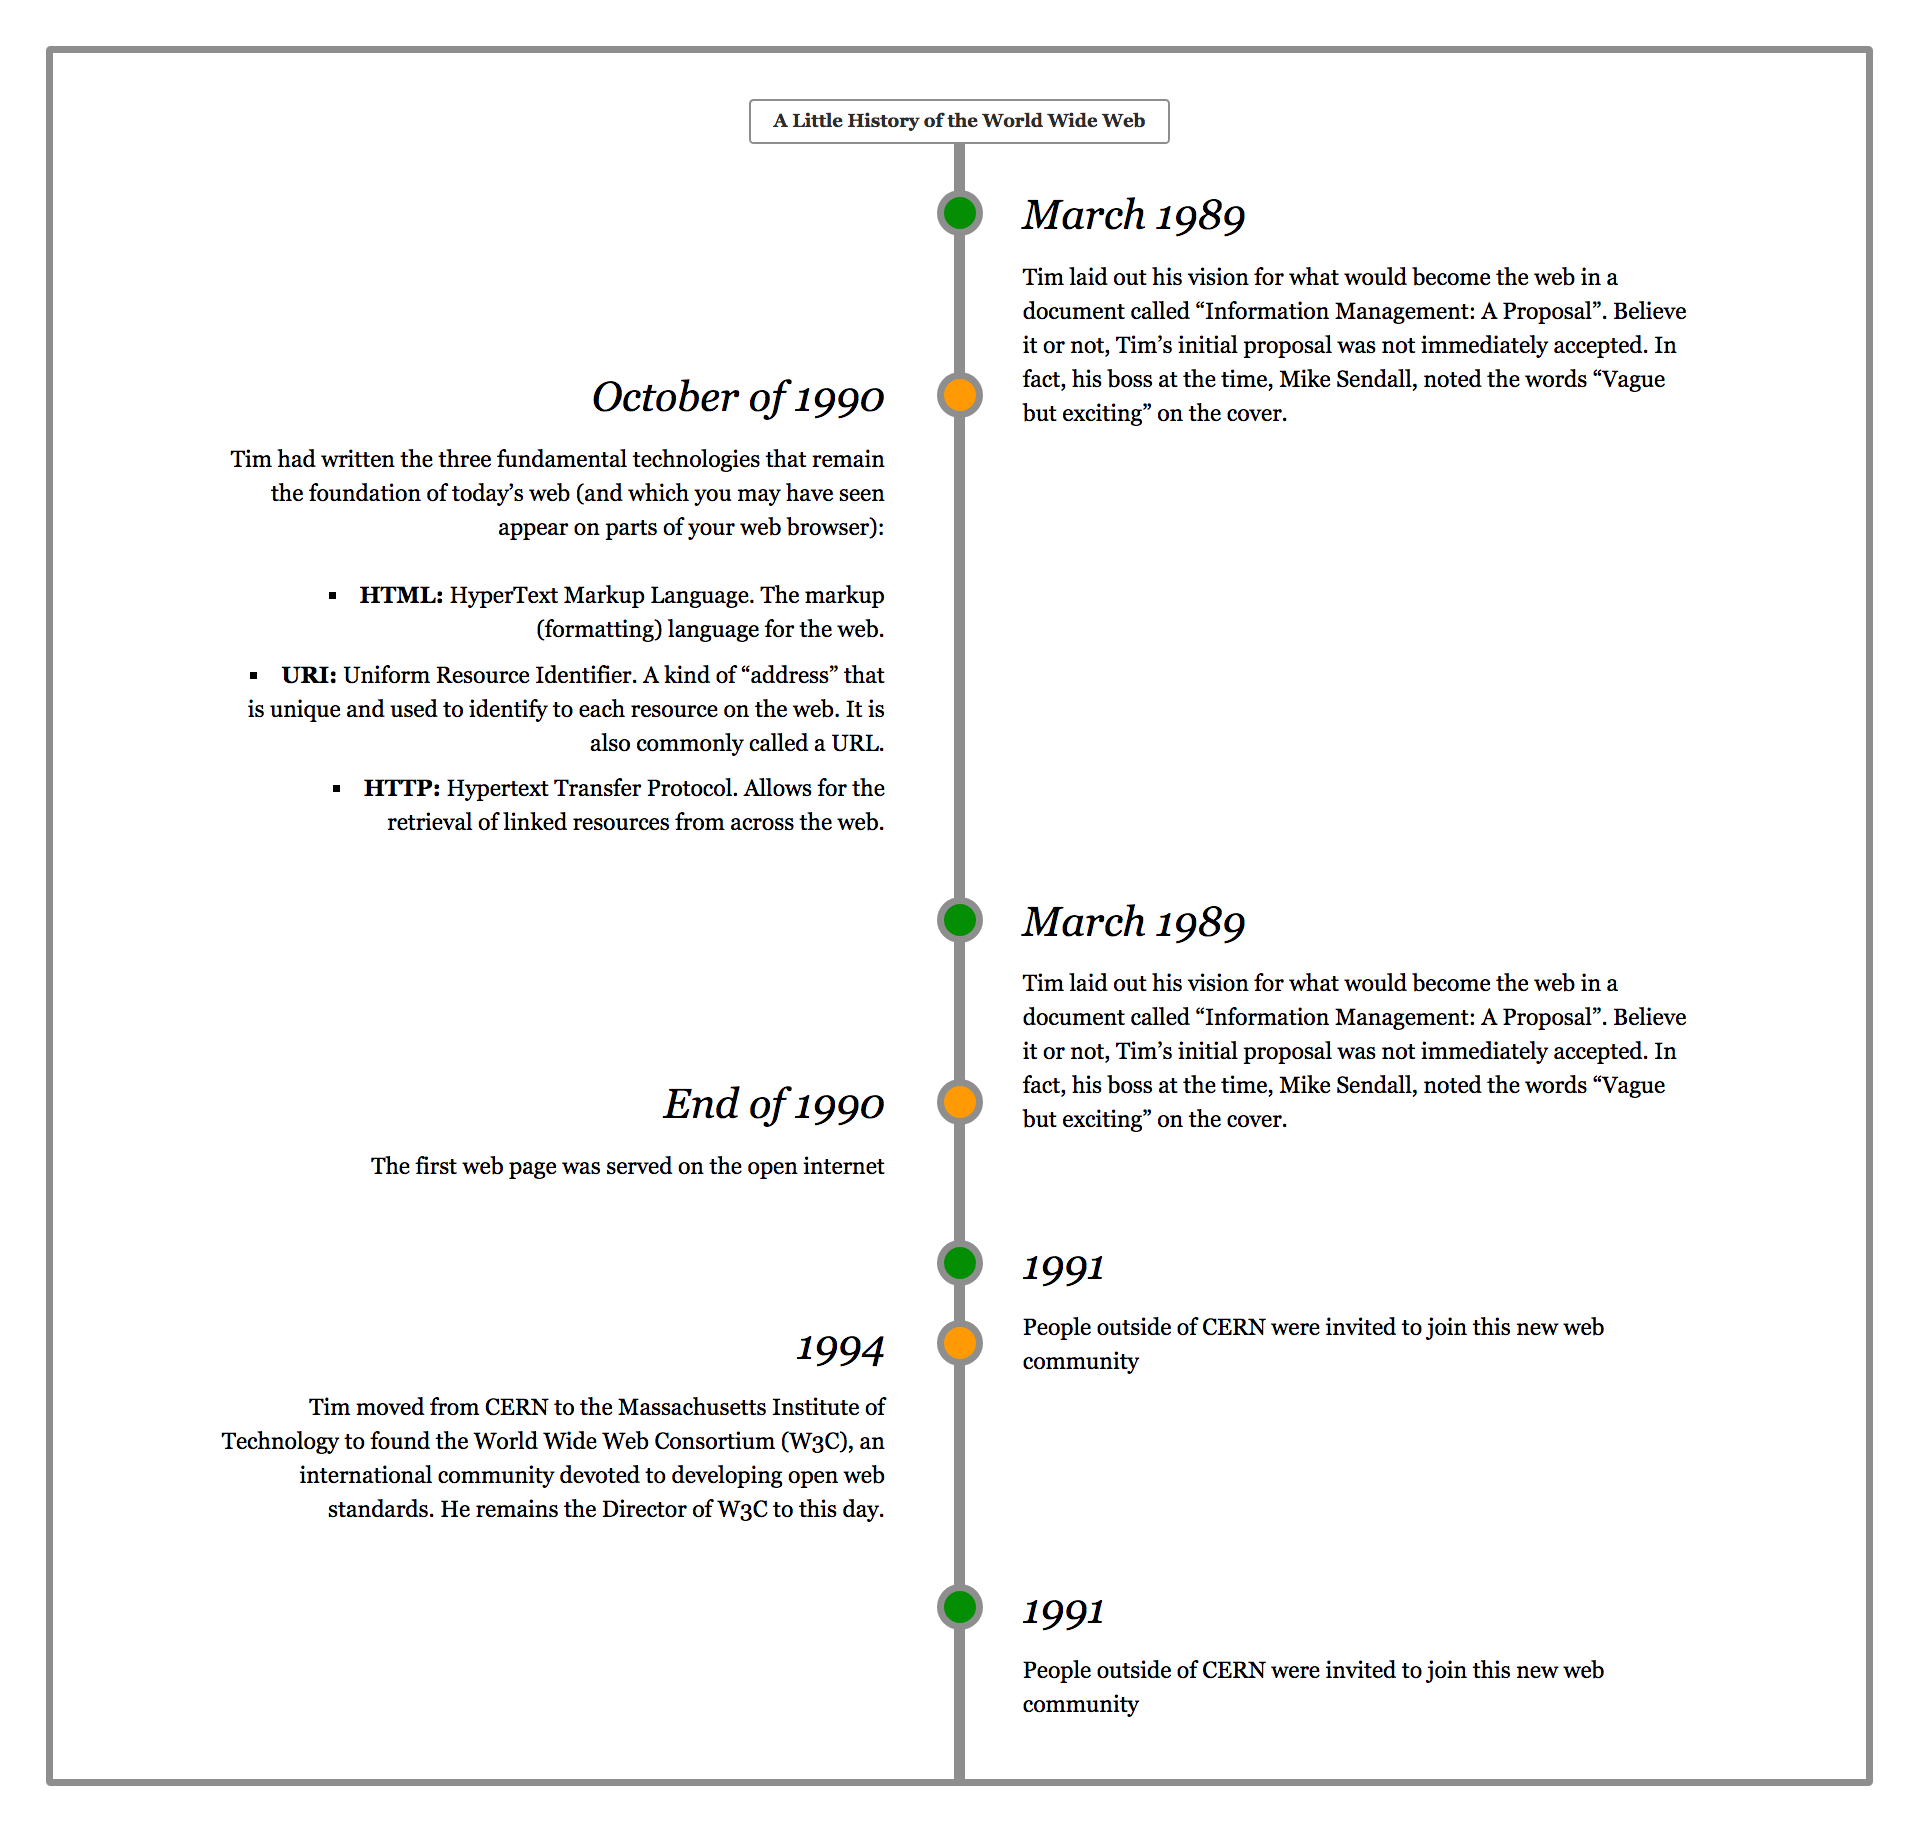 A Little History of the World Wide Web
March 1989
Tim laid out his vision for what would become the web in a
document called “Information Management: A Proposal”. Believe
it or not, Tim’s initial proposal was not immediately accepted. In
fact, his boss at the time, Mike Sendall, noted the words “Vague
but exciting” on the cover.
October of 1990
Tim had written the three fundamental technologies that remain
the foundation of today’s web (and which you may have seen
appear on parts of your web browser):
▪ HTML: HyperText Markup Language. The markup
(formatting) language for the web.
▪ URI: Uniform Resource Identifier. A kind of “address” that
is unique and used to identify to each resource on the web. It is
also commonly called a URL.
▪ HTTP: Hypertext Transfer Protocol. Allows for the
retrieval of linked resources from across the web.
March 1989
Tim laid out his vision for what would become the web in a
document called “Information Management: A Proposal”. Believe
it or not, Tim’s initial proposal was not immediately accepted. In
fact, his boss at the time, Mike Sendall, noted the words “Vague
but exciting” on the cover.
End of 1990
The first web page was served on the open internet
1991
People outside of CERN were invited to join this new web
community
1994
Tim moved from CERN to the Massachusetts Institute of
Technology to found the World Wide Web Consortium (W3C), an
international community devoted to developing open web
standards. He remains the Director of W3C to this day.
1991
People outside of CERN were invited to join this new web
community